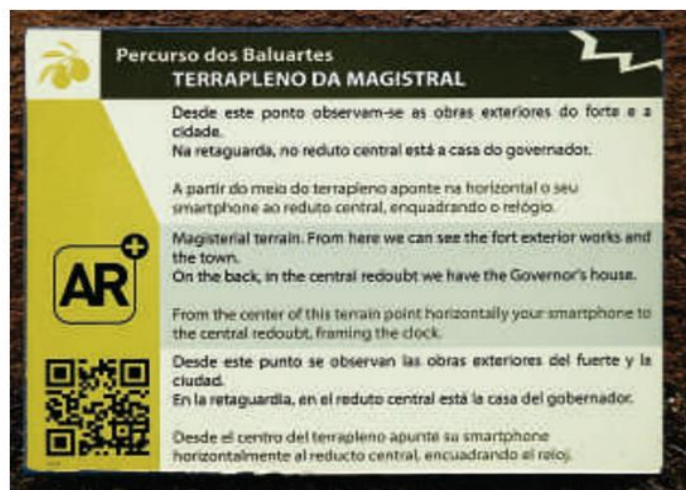 Percurso dos Baluartes
TERRAPLENO DA MAGISTRAL
Desde este ponto observam-se as obras exteriores do forte e a
cidade.
Na retaguarda, no reduto central está a casa do governador.
A partir do meio do terrapleno aponte na horizontal o seu
smartphone ao reduto central, enquadrando o relógio.
Magisterial terrain. From here we can see the fort exterior works and
the town.
On the back, in the central redoubt we have the Governor's house.
From the center of this terrain point horizontally your smartphone to
the central redoubt, framing the clock.
AR+
Desde este punto se observan las obras exteriores del fuerte y la
ciudad.
En la retaguardia, en el reduto central está la casa del gobernador.
Desde el centro del terrapleno apunte su smartphone
horizontalmente al reducto central, encuadrando el reloj.